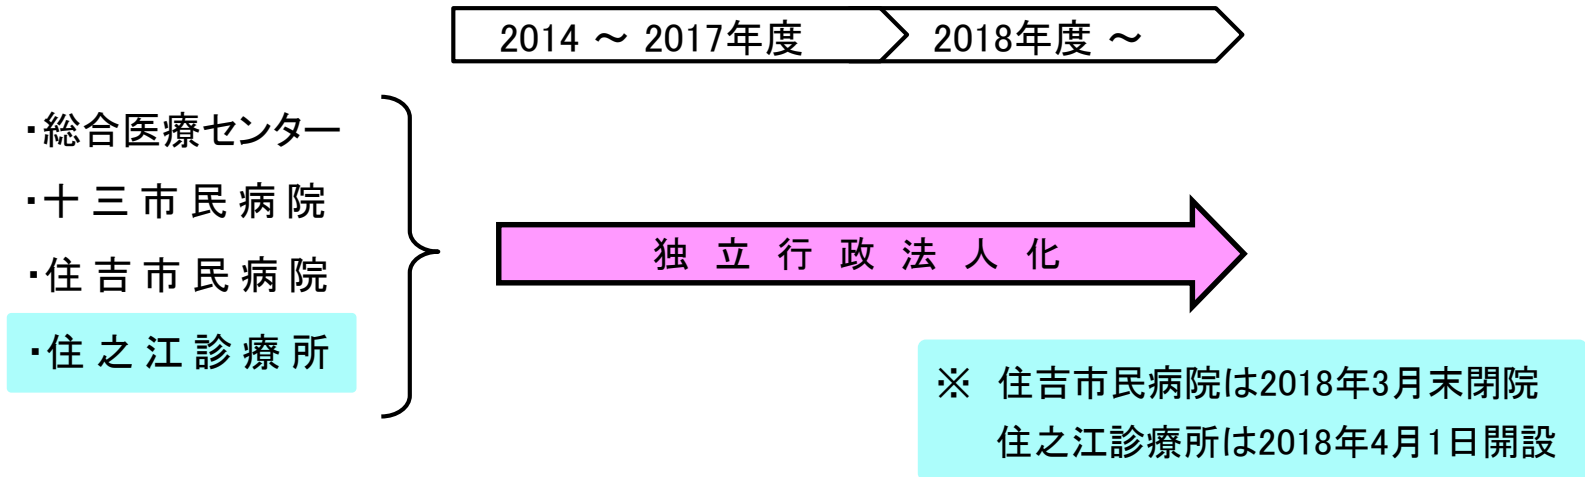 2014 ～ 2017年度
2018年度 ～
・総合医療センター
・十三市民病院
・住吉市民病院
・住之江診療所
独立行政法人化
※　住吉市民病院は2018年3月末閉院
住之江診療所は2018年4月1日開設